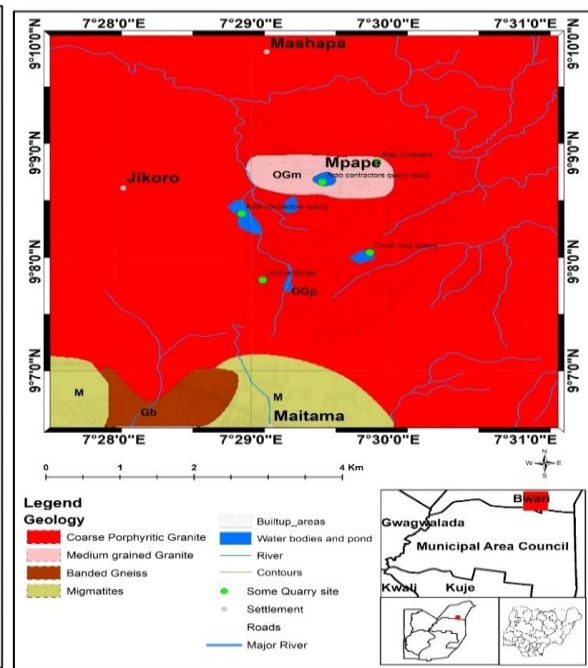 7°28'0"E 7°29'0"E 7°30'0"E 7°31'0"E
9°10'0"N
9°9'0"N
9°8'0"N
9°7'0"N
9°10'0"N
9°9'0"N
9°8'0"N
9°7'0"N
Mashapa
Mpape
OGm
Arab contractors quarry pond
Jikoro
Arab contractors quarry
Crush rock quarry
OGp
M
Gb
M
Maitama
7°28'0"E 7°29'0"E 7°30'0"E 7°31'0"E
N
W E
S
0 1 2 4 Km
Legend
Geology
Coarse Porphyritic Granite
Medium grained Granite
Banded Gneiss
Migmatites
Builtup_areas
Water bodies and pond
River
Contours
Some Quarry site
Settlement
Roads
Major River
Bwari
Gwagwalada
Municipal Area Council
Kwali Kuje